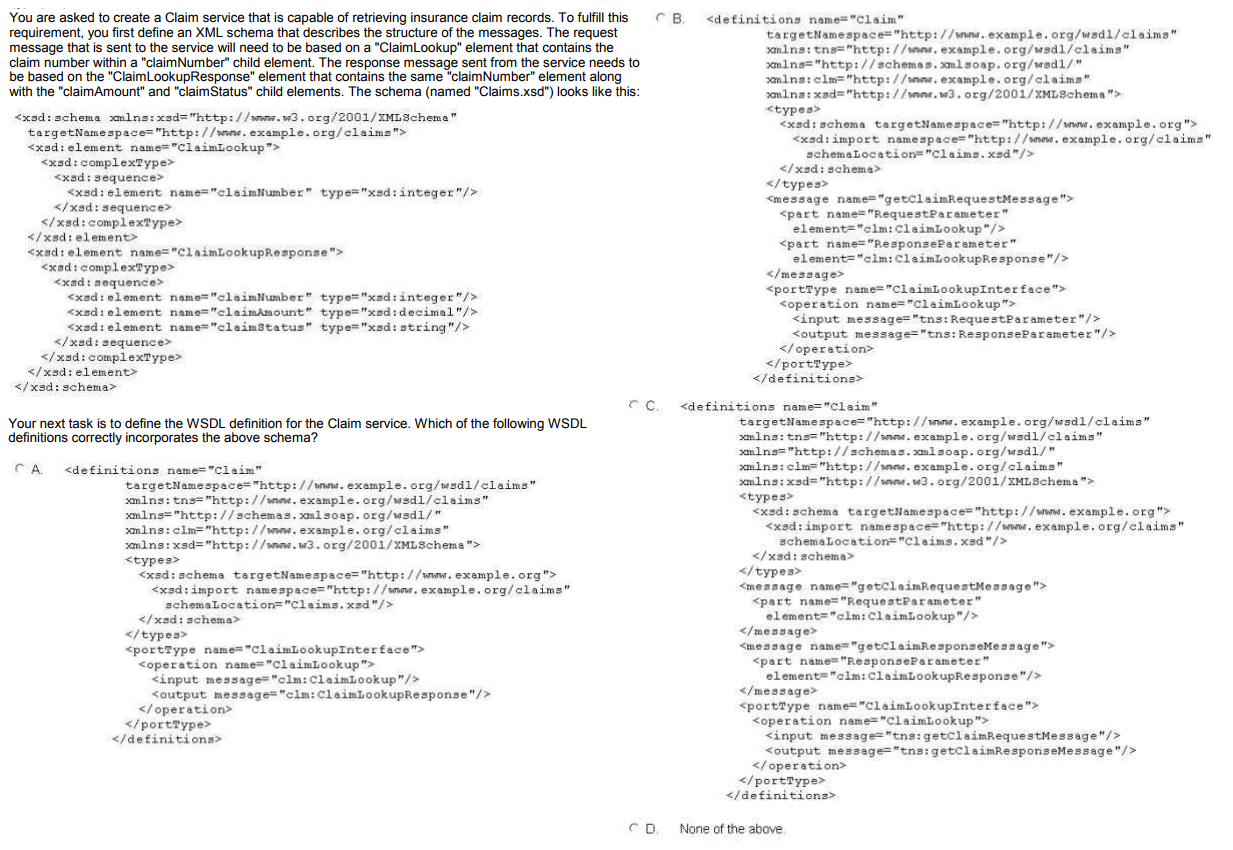 You are asked to create a Claim service that is capable of retrieving insurance claim records. To fulfill this
requirement, you first define an XML schema that describes the structure of the messages. The request
message that is sent to the service will need to be based on a "ClaimLookup" element that contains the
claim number within a "claimNumber" child element. The response message sent from the service needs to
be based on the "ClaimLookupResponse" element that contains the same "claimNumber" element along
with the "claimAmount" and "claimStatus" child elements. The schema (named "Claims.xsd") looks like this:
<xsd:schema xmlns:xsd="http://www.w3.org/2001/XMLSchema"
targetNamespace="http://www.example.org/claims">
<xsd:element name="ClaimLookup">
<xsd:complexType>
<xsd:sequence>
<xsd:element name="claimNumber" type="xsd:integer"/>
</xsd:sequence>
</xsd:complexType>
</xsd:element>
<xsd:element name="ClaimLookupResponse">
<xsd:complexType>
<xsd:sequence>
<xsd:element name="claimNumber" type="xsd:integer"/>
<xsd:element name="claimAmount" type="xsd:decimal"/>
<xsd:element name="claimStatus" type="xsd:string"/>
</xsd:sequence>
</xsd:complexType>
</xsd:element>
</xsd:schema>
Your next task is to define the WSDL definition for the Claim service. Which of the following WSDL
definitions correctly incorporates the above schema?
A. <definitions name="Claim"
targetNamespace="http://www.example.org/wsdl/claims"
xmlns:tns="http://www.example.org/wsdl/claims"
xmlns="http://schemas.xmlsoap.org/wsdl/"
xmlns:clm="http://www.example.org/claims"
xmlns:xsd="http://www.w3.org/2001/XMLSchema">
<types>
<xsd:schema targetNamespace="http://www.example.org">
<xsd:import namespace="http://www.example.org/claims"
schemaLocation="Claims.xsd"/>
</xsd:schema>
</types>
<portType name="ClaimLookupInterface">
<operation name="ClaimLookup">
<input message="clm:ClaimLookup"/>
<output message="clm:ClaimLookupResponse"/>
</operation>
</portType>
</definitions>
B. <definitions name="Claim"
targetNamespace="http://www.example.org/wsdl/claims"
xmlns:tns="http://www.example.org/wsdl/claims"
xmlns="http://schemas.xmlsoap.org/wsdl/"
xmlns:clm="http://www.example.org/claims"
xmlns:xsd="http://www.w3.org/2001/XMLSchema">
<types>
<xsd:schema targetNamespace="http://www.example.org">
<xsd:import namespace="http://www.example.org/claims"
schemaLocation="Claims.xsd"/>
</xsd:schema>
</types>
<message name="getClaimRequestMessage">
<part name="RequestParameter"
element="clm:ClaimLookup"/>
<part name="ResponseParameter"
element="clm:ClaimLookupResponse"/>
</message>
<portType name="ClaimLookupInterface">
<operation name="ClaimLookup">
<input message="tns:RequestParameter"/>
<output message="tns:ResponseParameter"/>
</operation>
</portType>
</definitions>
C. <definitions name="Claim"
targetNamespace="http://www.example.org/wsdl/claims"
xmlns:tns="http://www.example.org/wsdl/claims"
xmlns="http://schemas.xmlsoap.org/wsdl/"
xmlns:clm="http://www.example.org/claims"
xmlns:xsd="http://www.w3.org/2001/XMLSchema">
<types>
<xsd:schema targetNamespace="http://www.example.org">
<xsd:import namespace="http://www.example.org/claims"
schemaLocation="Claims.xsd"/>
</xsd:schema>
</types>
<message name="getClaimRequestMessage">
<part name="RequestParameter"
element="clm:ClaimLookup"/>
</message>
<message name="getClaimResponseMessage">
<part name="ResponseParameter"
element="clm:ClaimLookupResponse"/>
</message>
<portType name="ClaimLookupInterface">
<operation name="ClaimLookup">
<input message="tns:getClaimRequestMessage"/>
<output message="tns:getClaimResponseMessage"/>
</operation>
</portType>
</definitions>
D. None of the above.